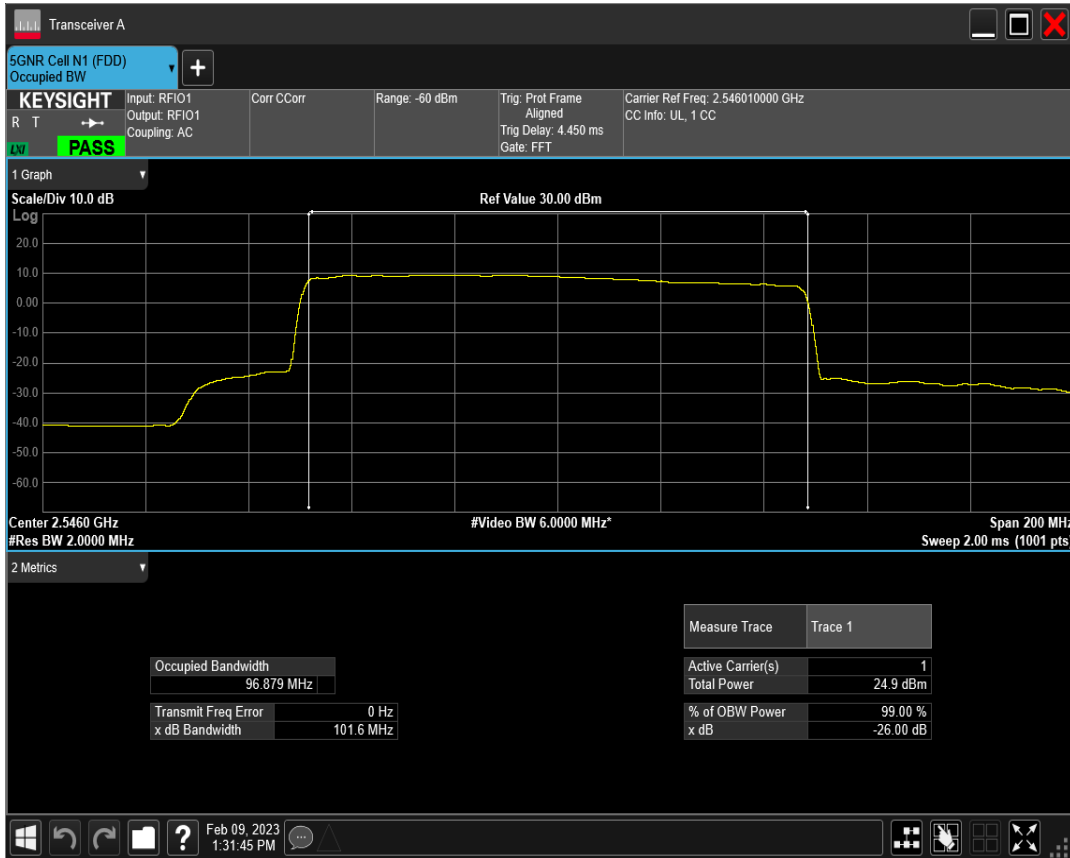 Transceiver A
5GNR Cell N1 (FDD)
Occupied BW
+
KEYSIGHT
R T
LXI
PASS
Input: RFIO1
Output: RFIO1
Coupling: AC
Corr CCorr
Range: -60 dBm
Trig: Prot Frame
Aligned
Trig Delay: 4.450 ms
Gate: FFT
Carrier Ref Freq: 2.546010000 GHz
CC Info: UL, 1 CC
1 Graph
Scale/Div 10.0 dB
Ref Value 30.00 dBm
Log
20.0
10.0
0.00
-10.0
-20.0
-30.0
-40.0
-50.0
-60.0
Center 2.5460 GHz
#Video BW 6.0000 MHz*
Span 200 MHz
#Res BW 2.0000 MHz
Sweep 2.00 ms (1001 pts)
2 Metrics
Measure Trace Trace 1
Occupied Bandwidth
96.879 MHz
Active Carrier(s) 1
Total Power 24.9 dBm
Transmit Freq Error 0 Hz
x dB Bandwidth 101.6 MHz
% of OBW Power 99.00 %
x dB -26.00 dB
?
Feb 09, 2023
1:31:45 PM